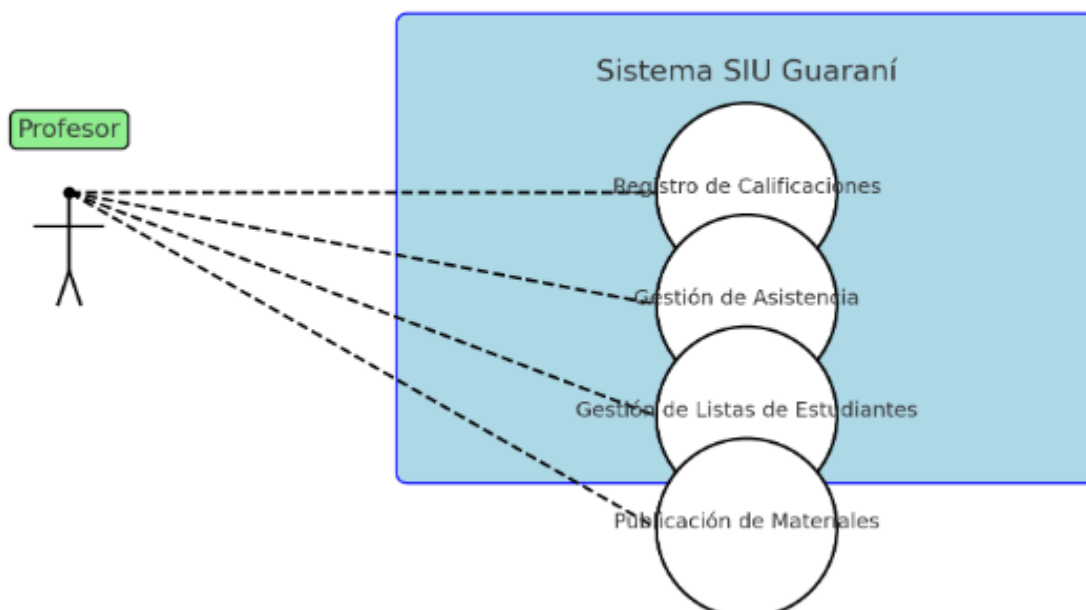 Sistema SIU Guaraní
Profesor
Registro de Calificaciones
Gestión de Asistencia
Gestión de Listas de Estudiantes
Publicación de Materiales